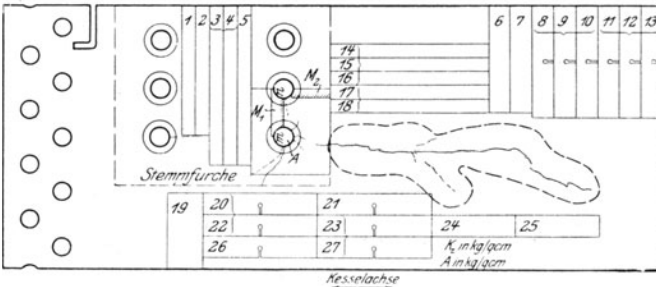 1 2 3 4 5
6 7 8 9 10 11 12 13
14
15
16
17
18
M₂
M₁
n
m
A
Stemmfurche
19 20 21
22 23 24 25
26 27
K₂ in kg/qcm
A in kg/qcm
Kesselachse